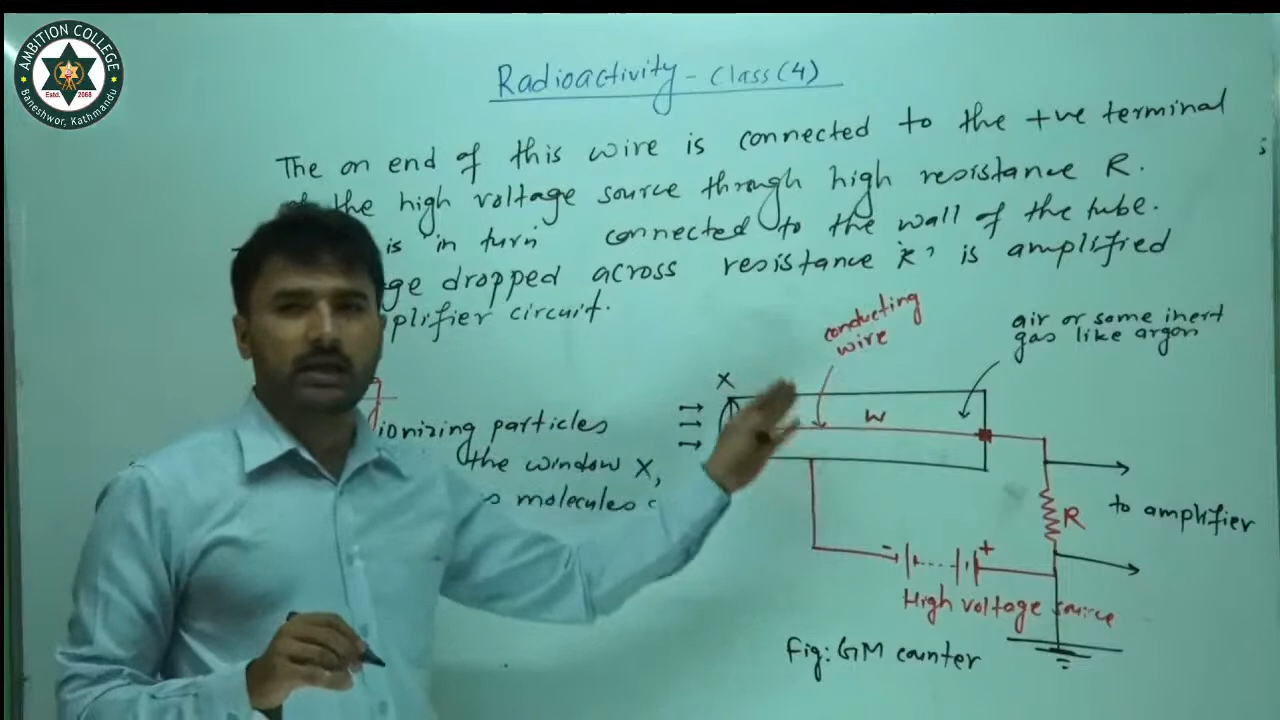 AMBITION COLLEGE
Estd. 2068
Baneshwor, Kathmandu
Radioactivity - Class (4)
The on end of this wire is connected to the +ve terminal
the high voltage source through high resistance R.
is in turn connected to the wall of the tube.
dropped across resistance 'R' is amplified
circuit.
ionizing particles
the window X,
molecules
X
conducting
wire
air or some inert
gas like argon
W
R
to amplifier
- +
High voltage source
Fig: GM counter